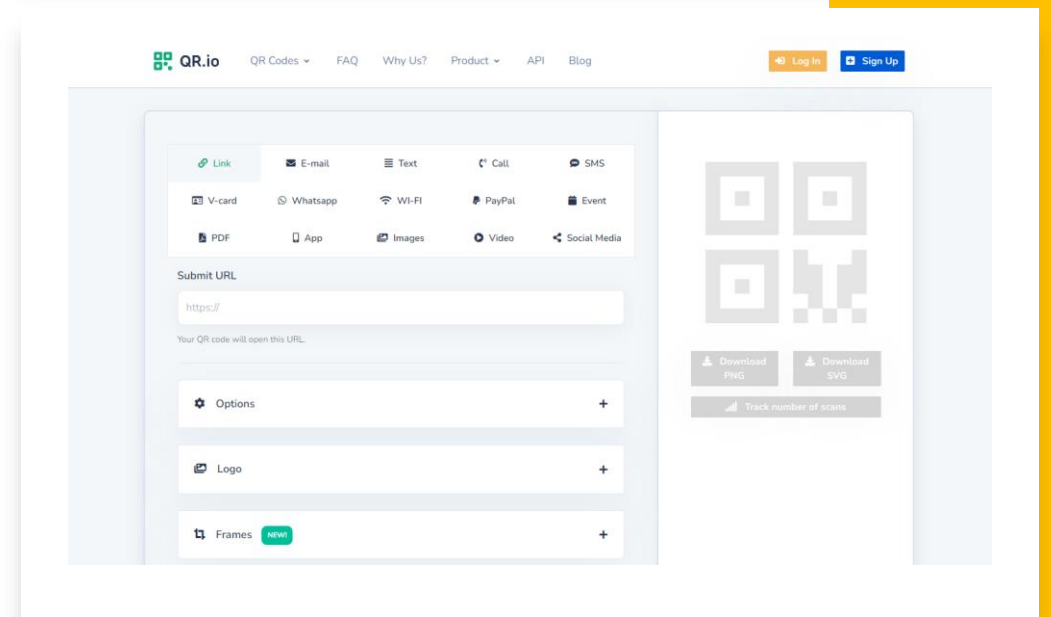 QR.io QR Codes FAQ Why Us? Product API Blog Log In Sign Up
Link E-mail Text Call SMS
V-card Whatsapp WI-FI PayPal Event
PDF App Images Video Social Media
Submit URL
https://
Your QR code will open this URL.
Download PNG
Download SVG
Track number of scans
Options +
Logo +
Frames NEW! +